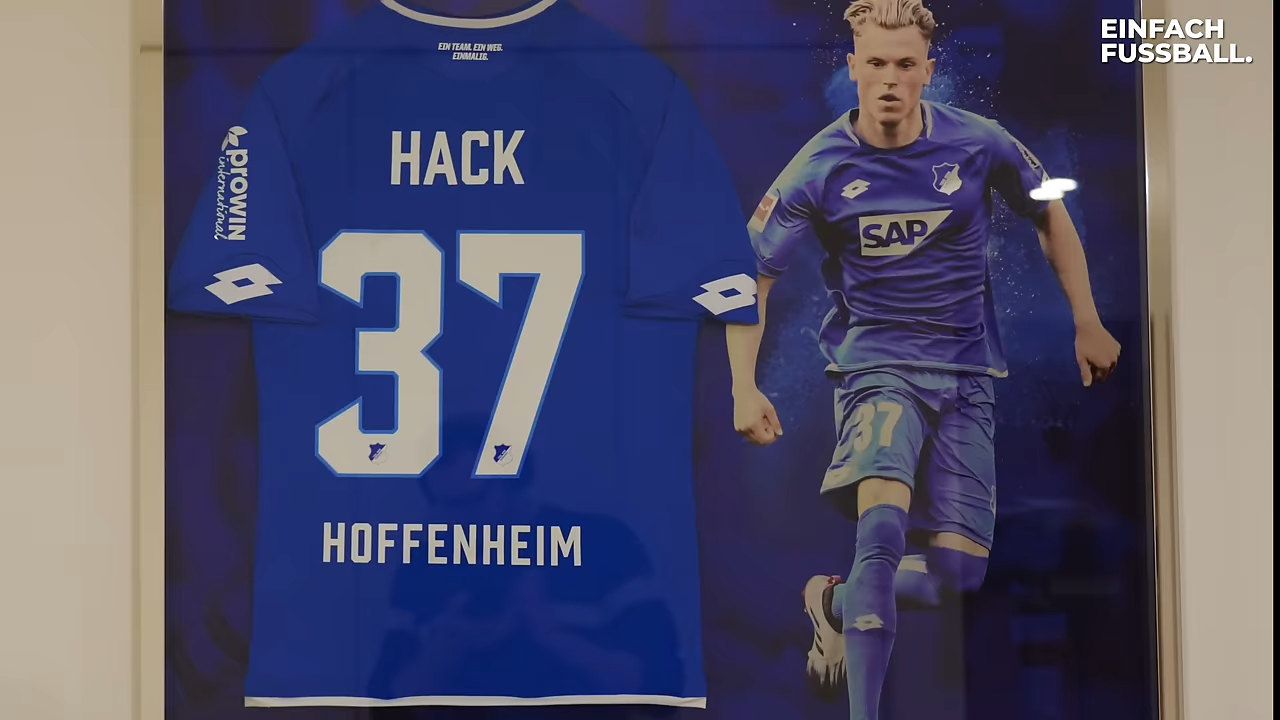 EINFACH
FUSSBALL.
EIN TEAM. EIN WEG.
EINMALIG.
HACK
prowin
international
37
HOFFENHEIM
SAP
37